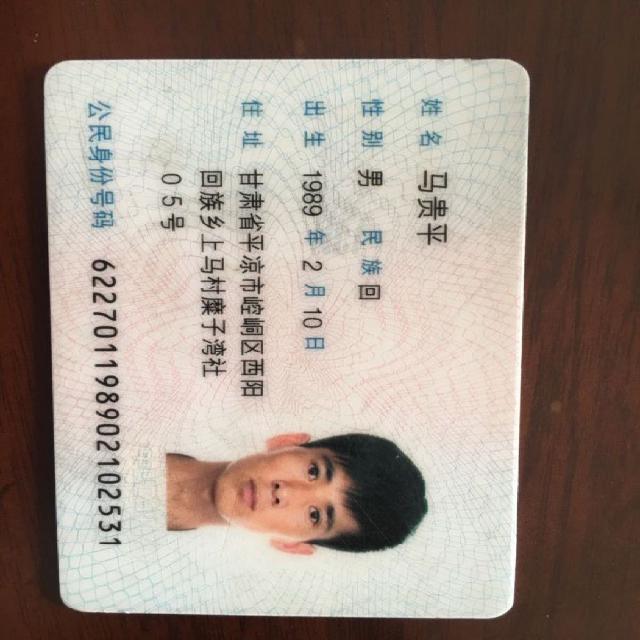 姓名 马贵平
性别 男 民族 回
出生 1989 年 2 月 10 日
住址 甘肃省平凉市崆峒区西阳
回族乡上马村糜子湾社
05号
公民身份号码 622701198902102531